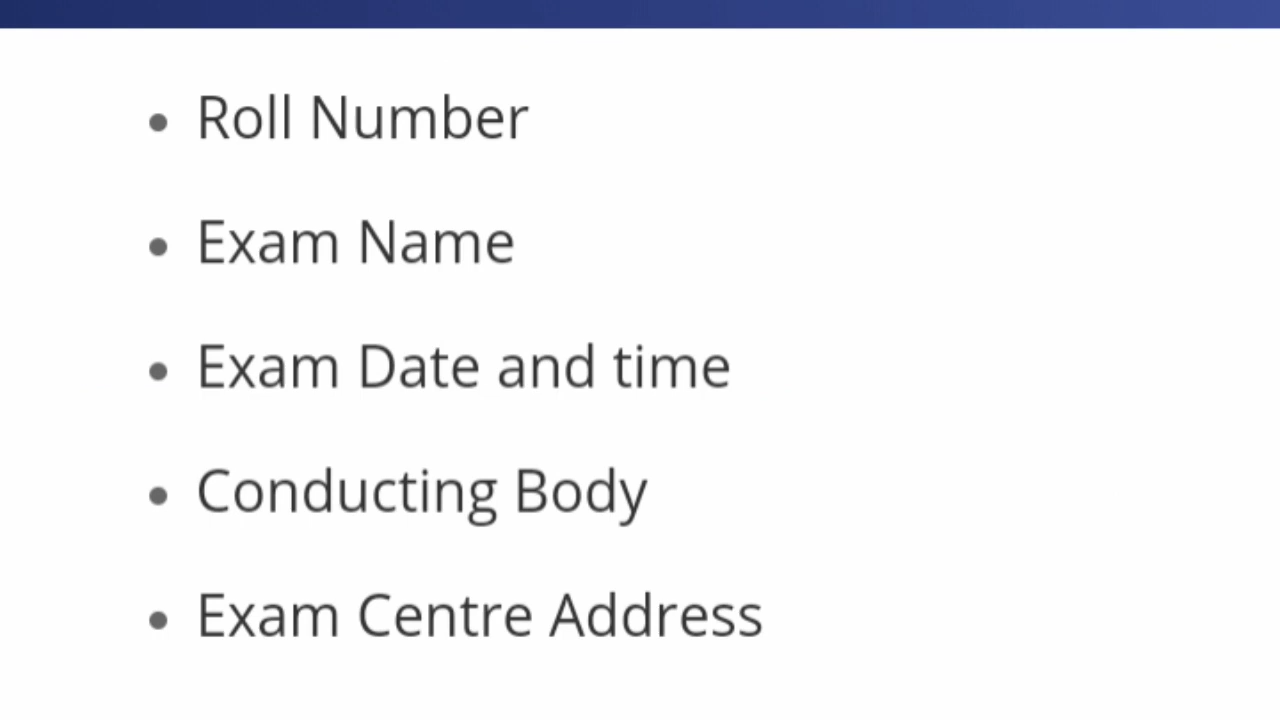 • Roll Number
• Exam Name
• Exam Date and time
• Conducting Body
• Exam Centre Address